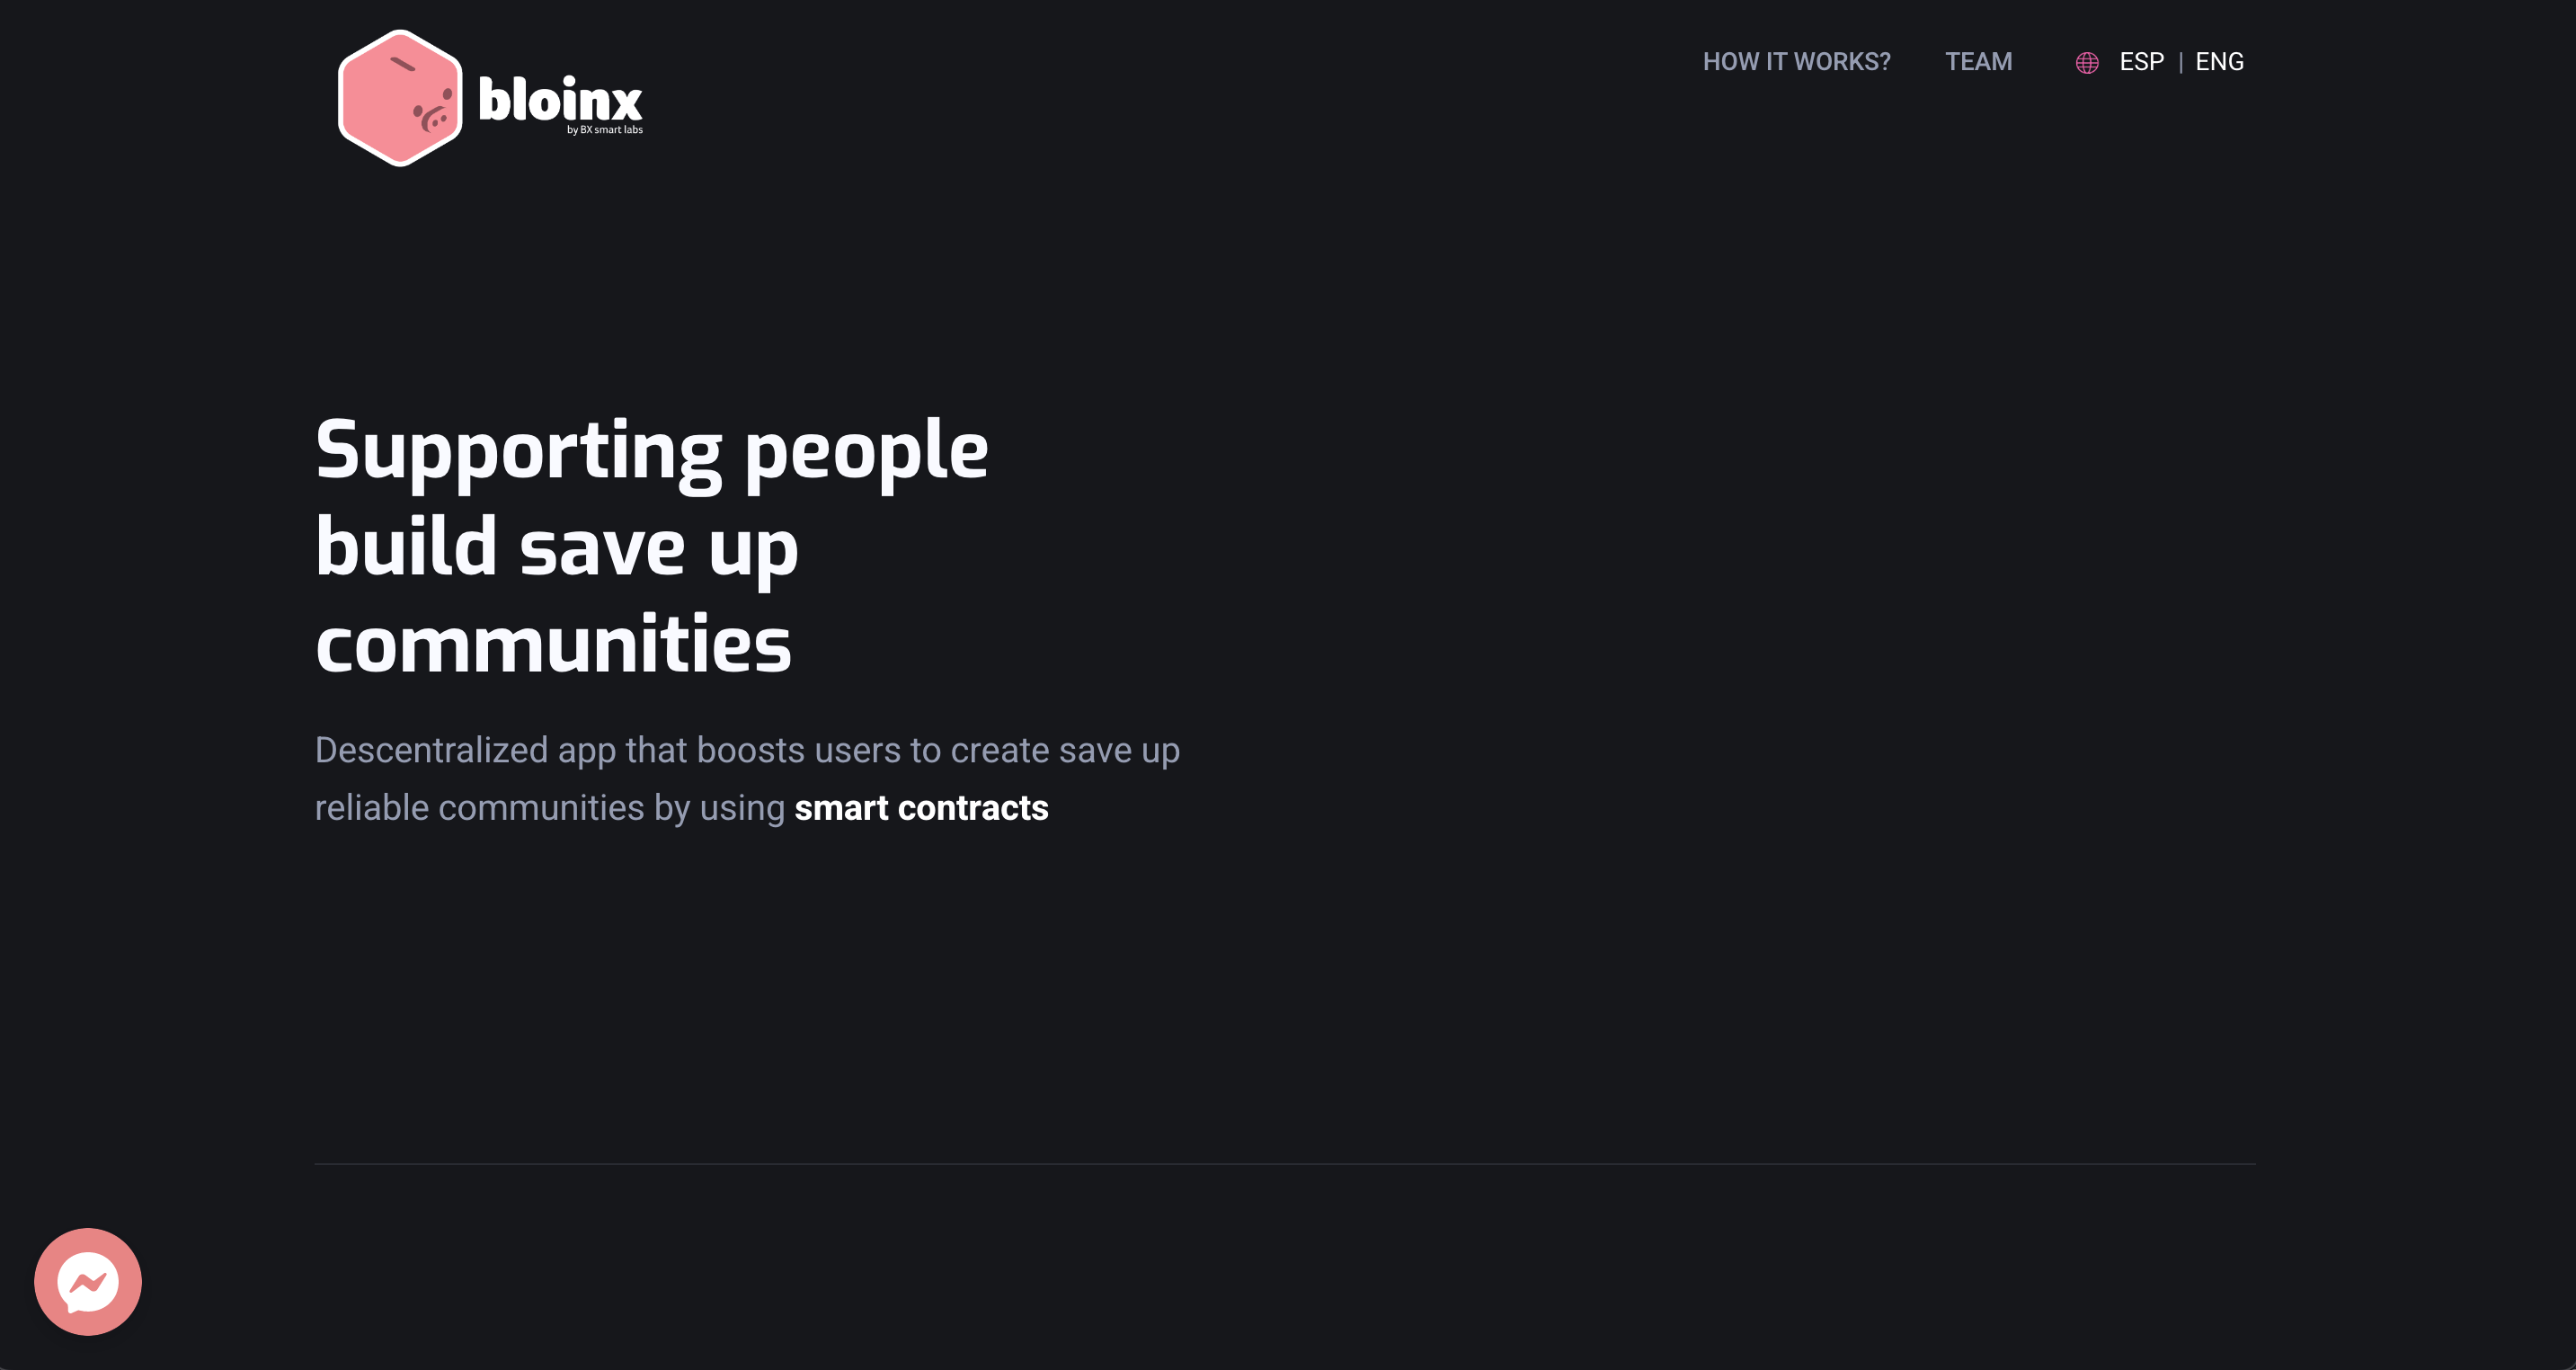 bloinx
by BX smart labs
HOW IT WORKS? TEAM ESP | ENG
Supporting people
build save up
communities
Descentralized app that boosts users to create save up
reliable communities by using smart contracts